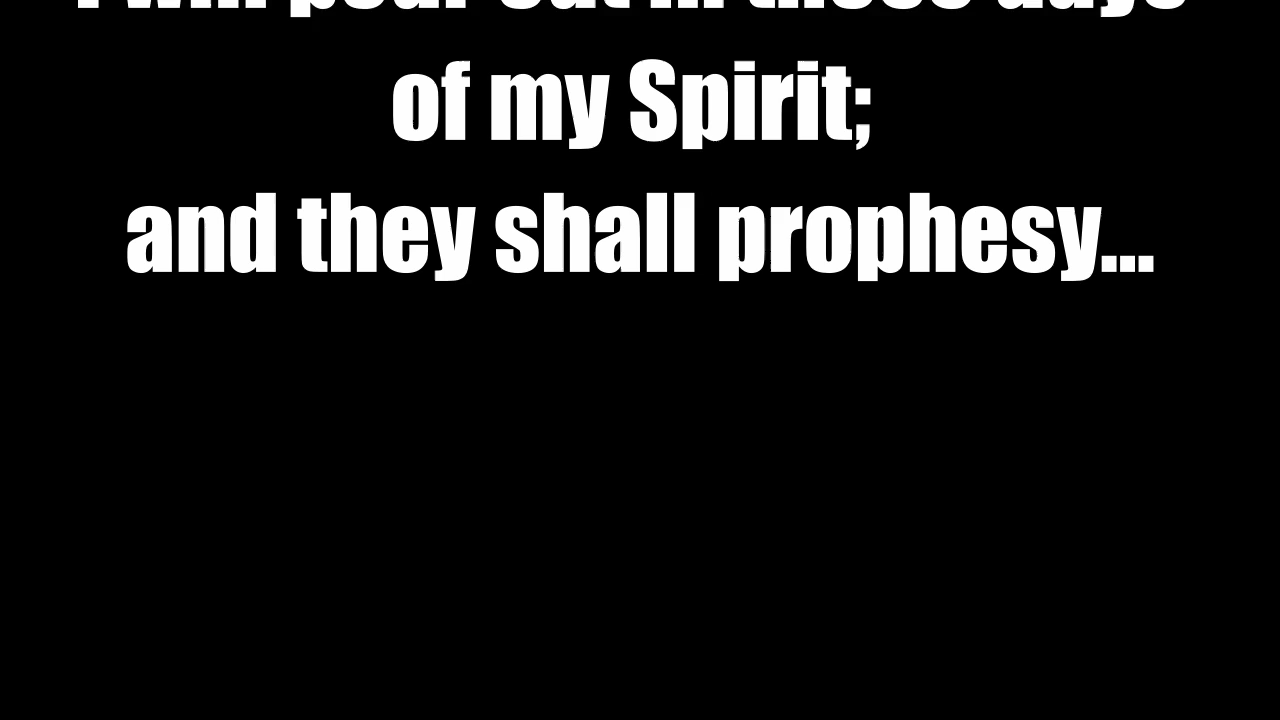 I will pour out in those days
of my Spirit;
and they shall prophesy...